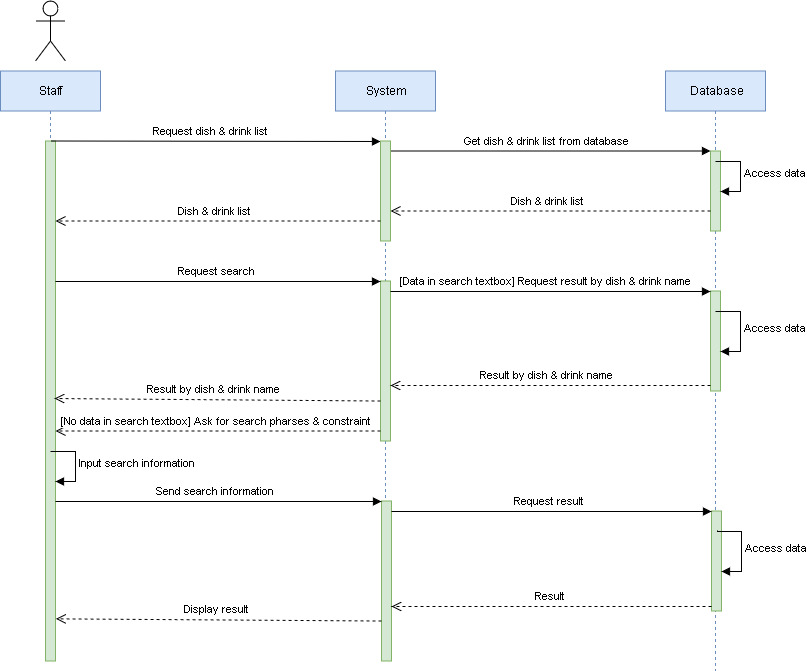 Staff
System
Database
Request dish & drink list
Get dish & drink list from database
Access data
Dish & drink list
Dish & drink list
Request search
[Data in search textbox] Request result by dish & drink name
Access data
Result by dish & drink name
Result by dish & drink name
[No data in search textbox] Ask for search pharses & constraint
Input search information
Send search information
Request result
Access data
Result
Display result